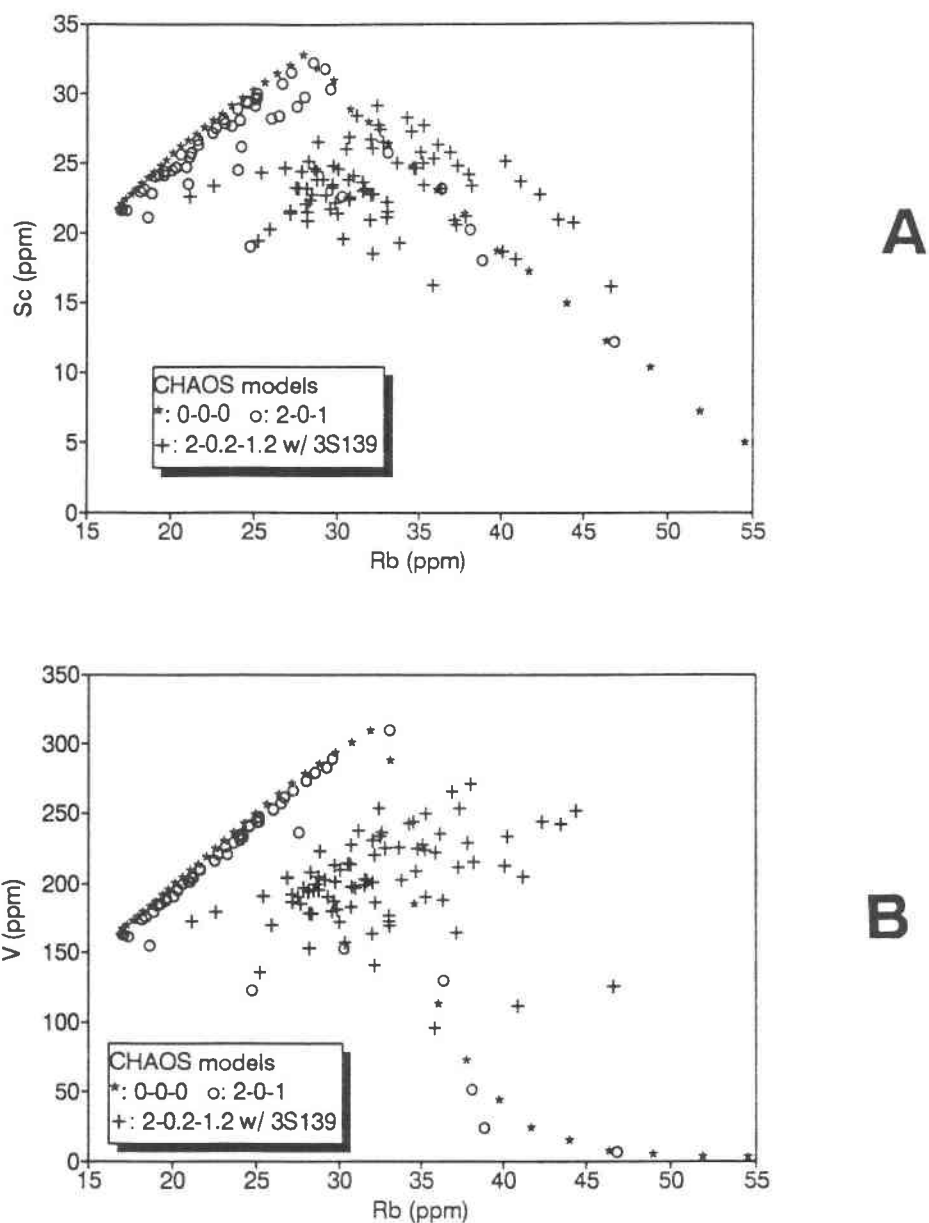 35
30
25
20
15
10
5
0
Sc (ppm)
CHAOS models
*: 0-0-0 o: 2-0-1
+: 2-0.2-1.2 w/ 3S139
15 20 25 30 35 40 45 50 55
Rb (ppm)
A
350
300
250
200
150
100
50
0
V (ppm)
CHAOS models
*: 0-0-0 o: 2-0-1
+: 2-0.2-1.2 w/ 3S139
15 20 25 30 35 40 45 50 55
Rb (ppm)
B